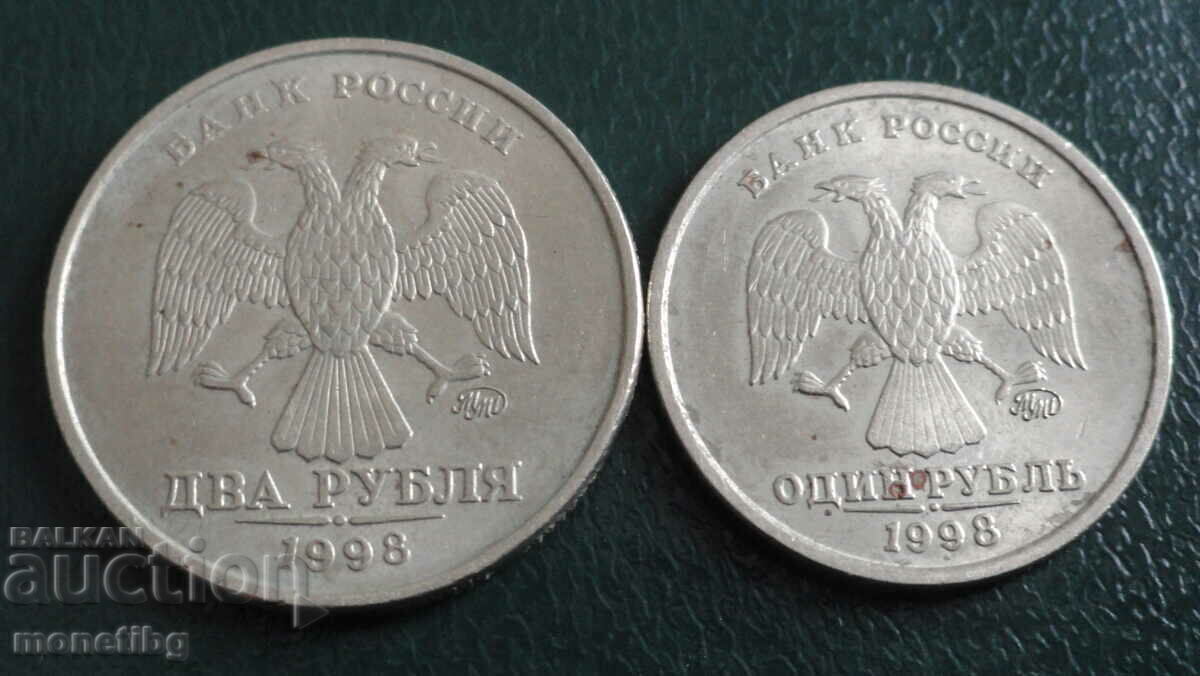 БАНК РОССИИ
ММД
ДВА РУБЛЯ
1998
БАНК РОССИИ
ММД
ОДИН РУБЛЬ
1998
BALKAN
auction
monetibg